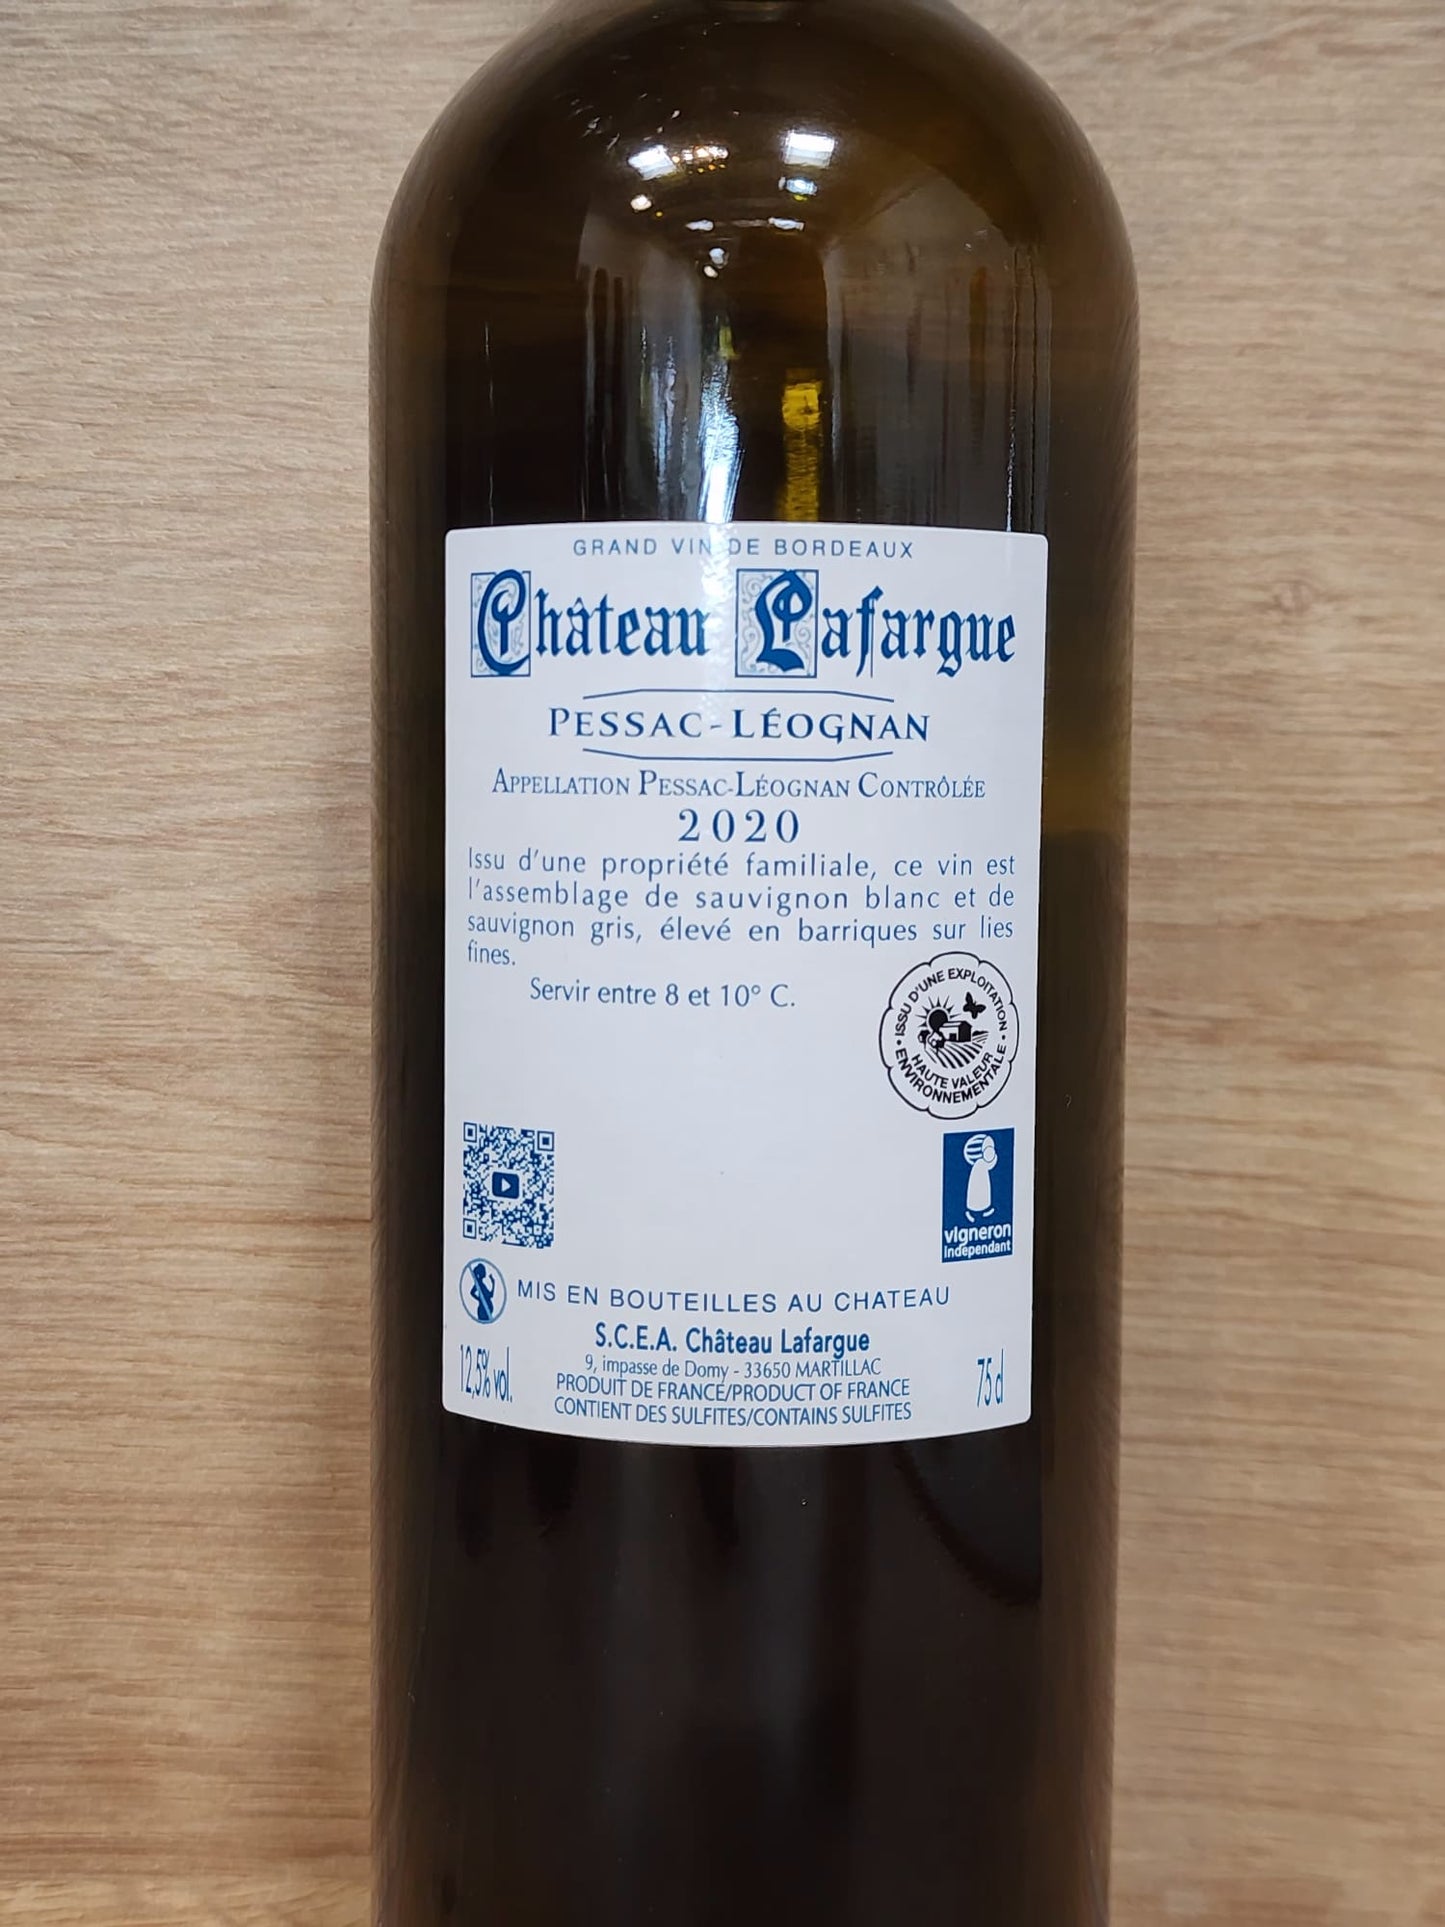 GRAND VIN DE BORDEAUX
Château Lafargue
PESSAC-LÉOGNAN
APPELLATION PESSAC-LÉOGNAN CONTRÔLÉE
2020
Issu d'une propriété familiale, ce vin est
l'assemblage de sauvignon blanc et de
sauvignon gris, élevé en barriques sur lies
fines.
Servir entre 8 et 10° C.
• ISSU D'UNE EXPLOITATION •
HAUTE VALEUR
ENVIRONNEMENTALE
vigneron
indépendant
MIS EN BOUTEILLES AU CHATEAU
S.C.E.A. Château Lafargue
9, impasse de Domy - 33650 MARTILLAC
12,5% vol.
PRODUIT DE FRANCE/PRODUCT OF FRANCE
75 cl
CONTIENT DES SULFITES/CONTAINS SULFITES